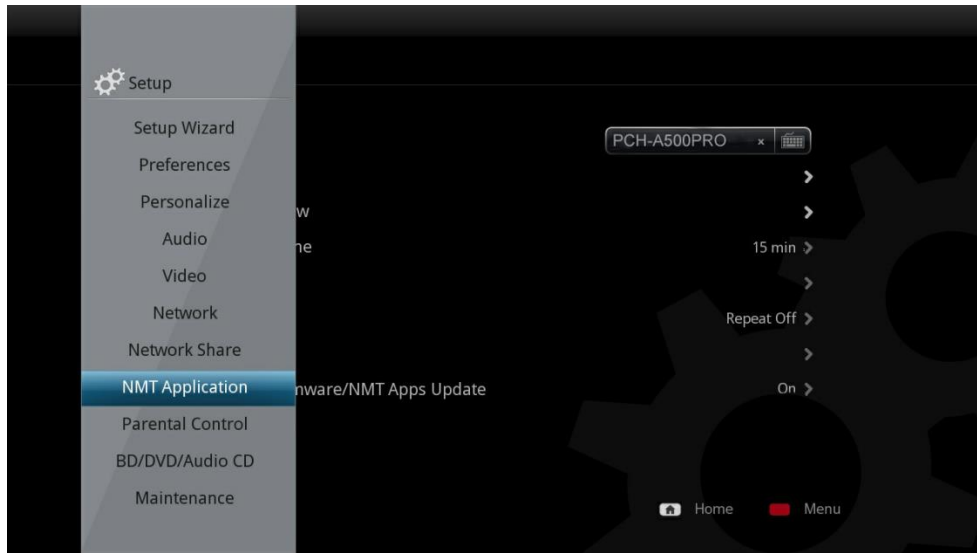 Setup
Setup Wizard
Preferences
Personalize
Audio
Video
Network
Network Share
NMT Application
Parental Control
BD/DVD/Audio CD
Maintenance
PCH-A500PRO x
w
ne
15 min
Repeat Off
nware/NMT Apps Update
On
Home
Menu